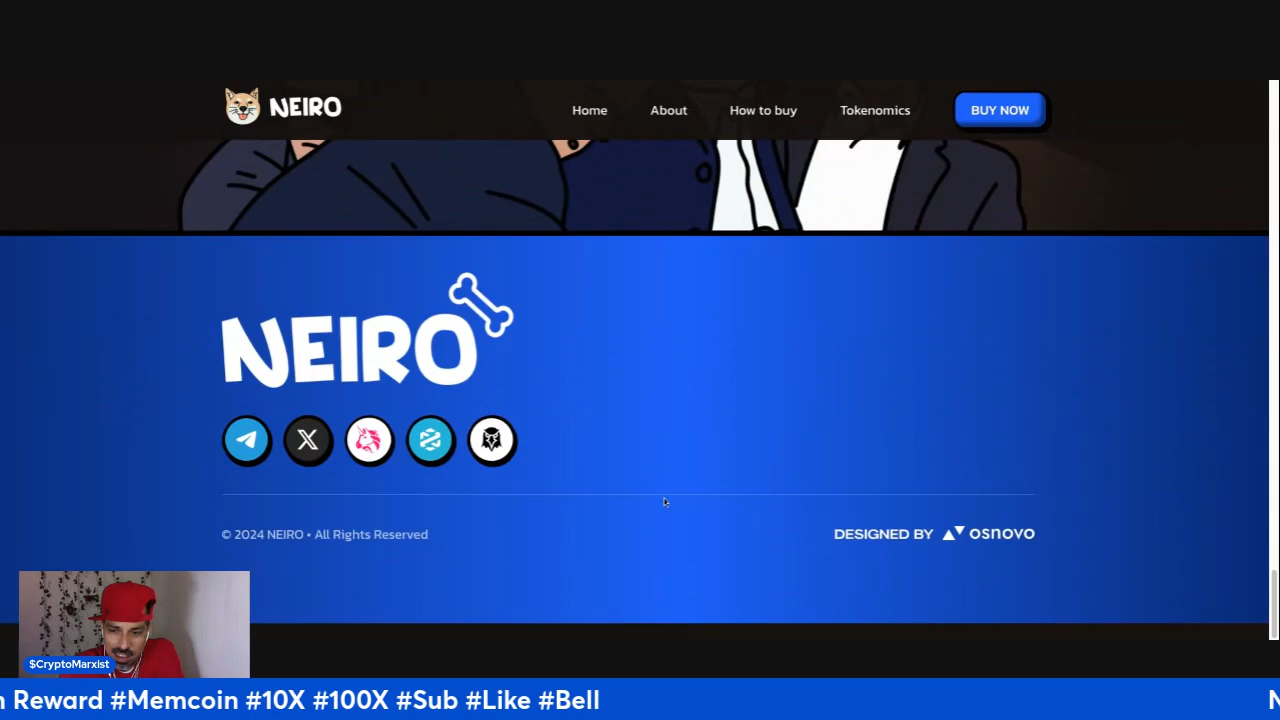 NEIRO
Home About How to buy Tokenomics BUY NOW
NEIRO
© 2024 NEIRO • All Rights Reserved
DESIGNED BY osnovo
$CryptoMarxist
Reward #Memcoin #10X #100X #Sub #Like #Bell